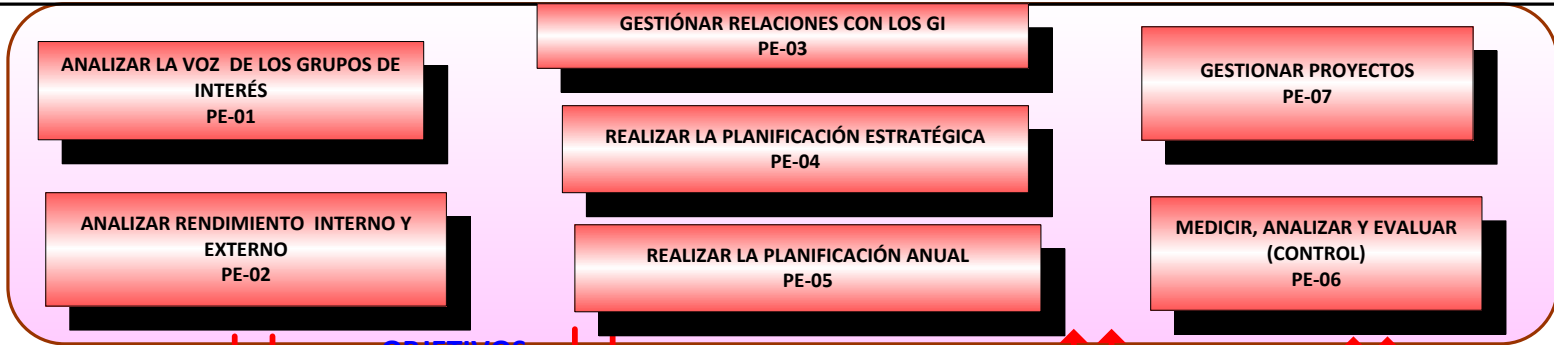 ANALIZAR LA VOZ DE LOS GRUPOS DE
INTERÉS
PE-01
ANALIZAR RENDIMIENTO INTERNO Y
EXTERNO
PE-02
GESTIÓNAR RELACIONES CON LOS GI
PE-03
REALIZAR LA PLANIFICACIÓN ESTRATÉGICA
PE-04
REALIZAR LA PLANIFICACIÓN ANUAL
PE-05
GESTIONAR PROYECTOS
PE-07
MEDICIR, ANALIZAR Y EVALUAR
(CONTROL)
PE-06